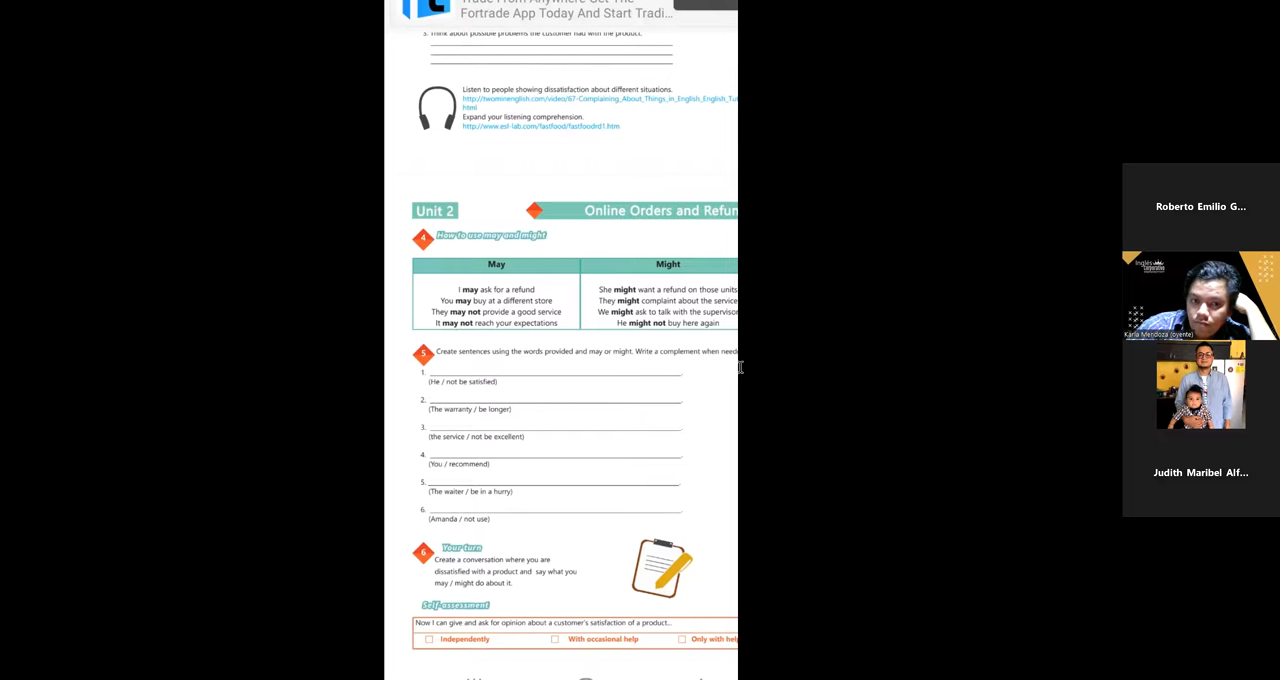 Trade From Anywhere Get The
Fortrade App Today And Start Tradi...
3. Think about possible problems the customer had with the product.
Listen to people showing dissatisfaction about different situations.
http://twominenglish.com/video/67-Complaining_About_Things_in_English_English_Tut
html
Expand your listening comprehension.
http://www.esl-lab.com/fastfood/fastfoodrd1.htm
Unit 2
Online Orders and Refun
4 How to use may and might
May
Might
I may ask for a refund
You may buy at a different store
They may not provide a good service
It may not reach your expectations
She might want a refund on those units
They might complaint about the service
We might ask to talk with the supervisor
He might not buy here again
5 Create sentences using the words provided and may or might. Write a complement when neede
1.
(He / not be satisfied)
2.
(The warranty / be longer)
3.
(the service / not be excellent)
4.
(You / recommend)
5.
(The waiter / be in a hurry)
6.
(Amanda / not use)
6 Your turn
Create a conversation where you are
dissatisfied with a product and say what you
may / might do about it.
Self-assessment
Now I can give and ask for opinion about a customer's satisfaction of a product...
Independently
With occasional help
Only with help
Roberto Emilio G...
Inglés
Corporativo
Karla Mendoza (oyente)
Judith Maribel Alf...